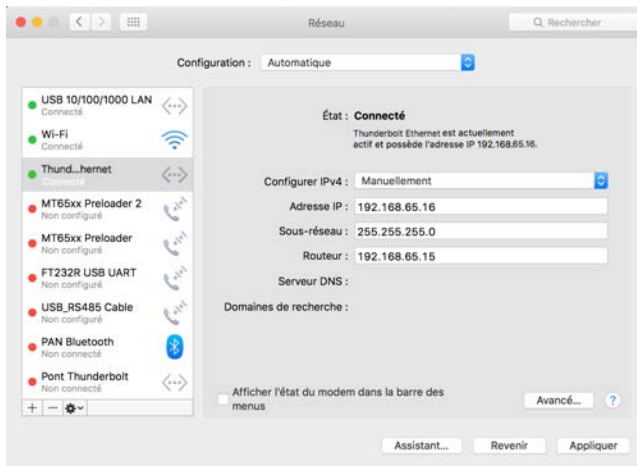 Réseau
Rechercher
Configuration : Automatique
USB 10/100/1000 LAN
Connecté
Wi-Fi
Connecté
Thund...hernet
Connecté
MT65xx Preloader 2
Non configuré
MT65xx Preloader
Non configuré
FT232R USB UART
Non configuré
USB_RS485 Cable
Non configuré
PAN Bluetooth
Non connecté
Pont Thunderbolt
Non connecté
État : Connecté
Thunderbolt Ethernet est actuellement
actif et possède l'adresse IP 192.168.65.16.
Configurer IPv4 : Manuellement
Adresse IP : 192.168.65.16
Sous-réseau : 255.255.255.0
Routeur : 192.168.65.15
Serveur DNS :
Domaines de recherche :
Afficher l'état du modem dans la barre des
menus
Avancé... ?
Assistant... Revenir Appliquer